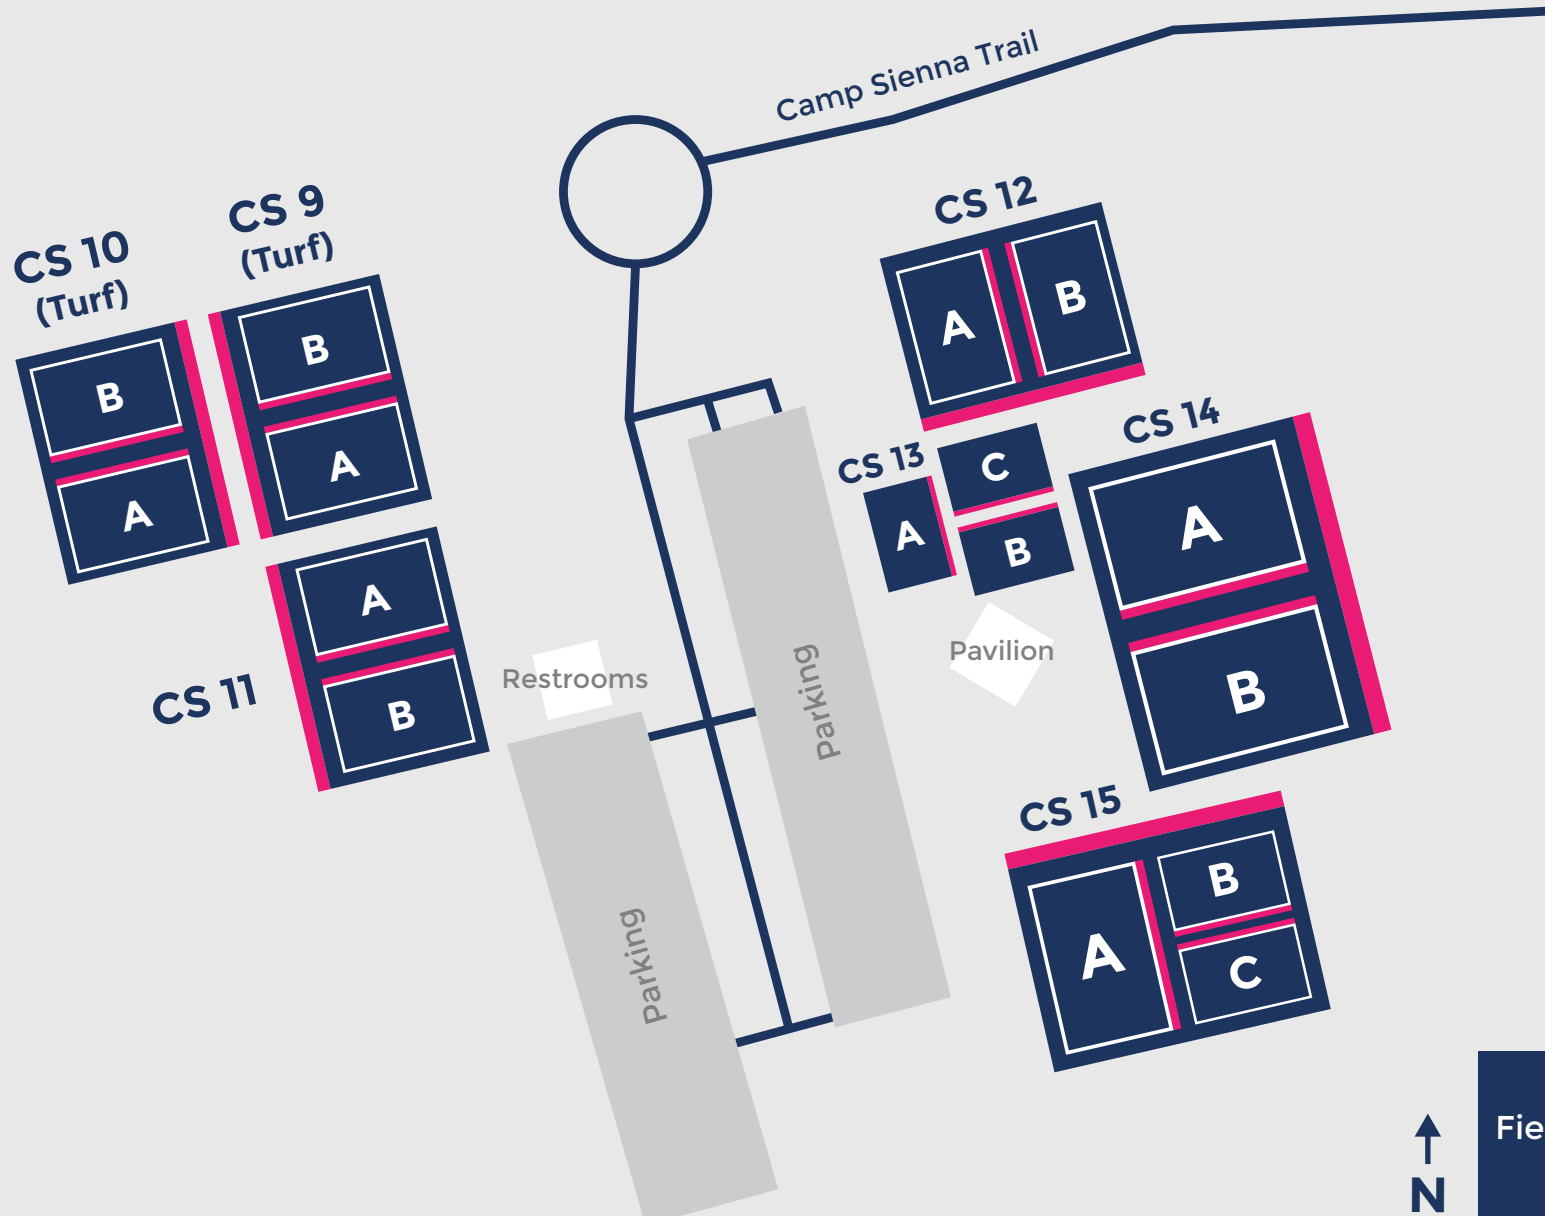 Camp Sienna Trail
CS 9
(Turf)
CS 10
(Turf)
CS 12
B
A
B
A
B
A
A
B
CS 11
CS 13
A
C
B
CS 14
A
B
Restrooms
Pavilion
Parking
Parking
CS 15
A
B
C
N
Fie